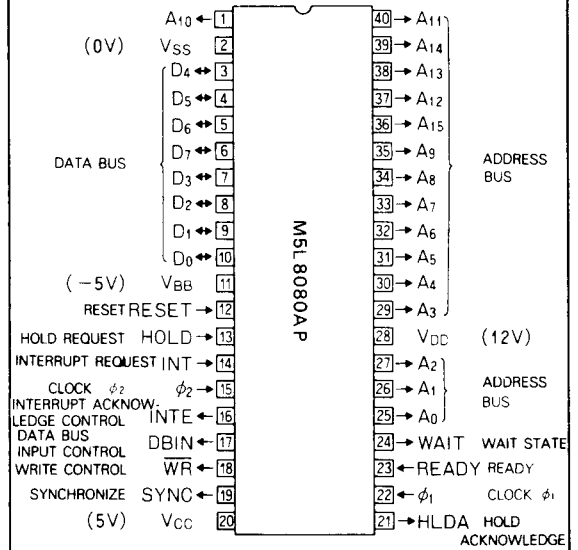 A10 ← 1
(0V) VSS 2
D4 ↔ 3
D5 ↔ 4
D6 ↔ 5
D7 ↔ 6
D3 ↔ 7
D2 ↔ 8
D1 ↔ 9
D0 ↔ 10
DATA BUS
(−5V) VBB 11
RESET RESET → 12
HOLD REQUEST HOLD → 13
INTERRUPT REQUEST INT → 14
CLOCK φ2 φ2 → 15
INTERRUPT ACKNOW-
LEDGE CONTROL INTE ← 16
DATA BUS
INPUT CONTROL DBIN ← 17
WRITE CONTROL WR ← 18
SYNCHRONIZE SYNC ← 19
(5V) VCC 20
M5L8080AP
40 → A11
39 → A14
38 → A13
37 → A12
36 → A15
35 → A9
34 → A8
33 → A7
32 → A6
31 → A5
30 → A4
29 → A3
ADDRESS
BUS
28 VDD (12V)
27 → A2
26 → A1
25 → A0
ADDRESS
BUS
24 → WAIT WAIT STATE
23 ← READY READY
22 ← φ1 CLOCK φ1
21 → HLDA HOLD
ACKNOWLEDGE